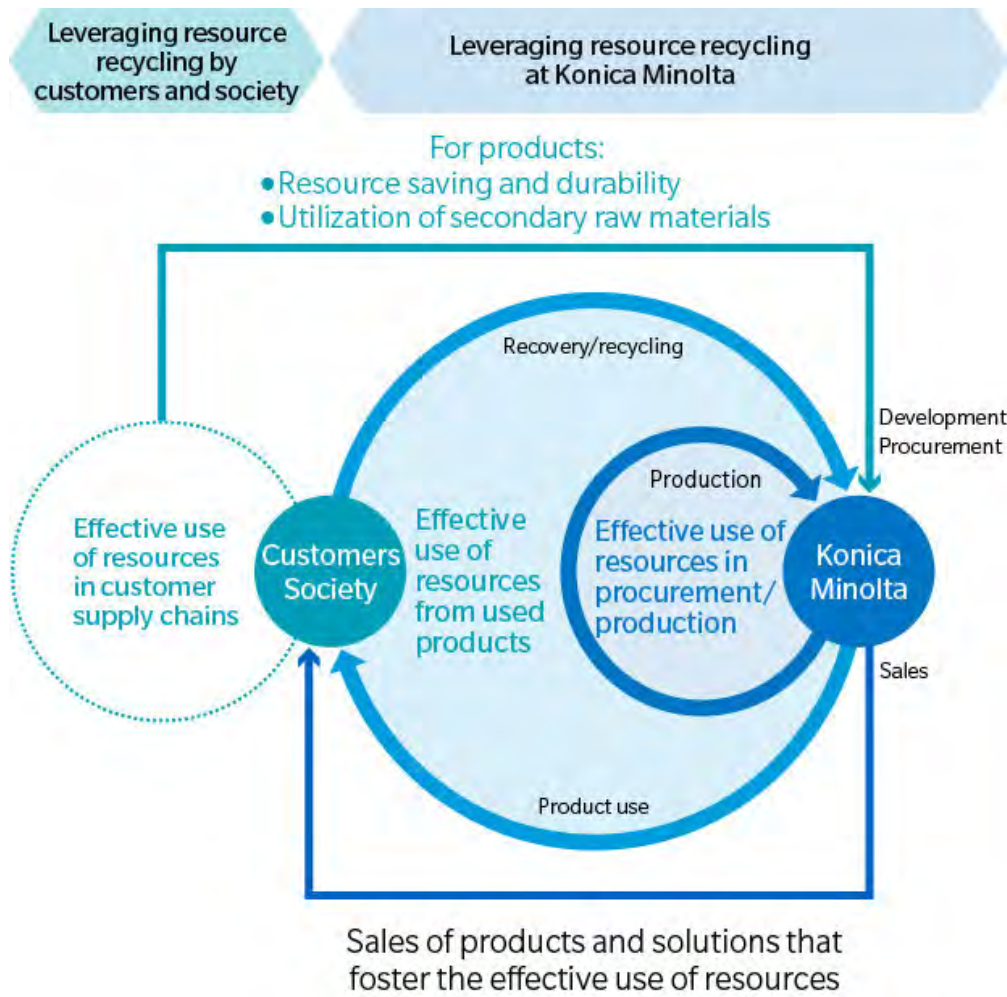 Leveraging resource
recycling by
customers and society
Leveraging resource recycling
at Konica Minolta
For products:
•Resource saving and durability
•Utilization of secondary raw materials
Recovery/recycling
Development
Procurement
Production
Effective use
of resources
in customer
supply chains
Customers
Society
Effective
use of
resources
from used
products
Effective use of
resources in
procurement/
production
Konica
Minolta
Sales
Product use
Sales of products and solutions that
foster the effective use of resources